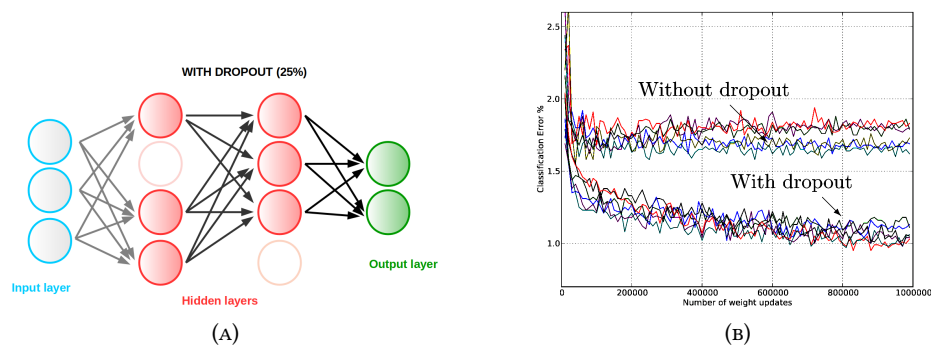 WITH DROPOUT (25%)
Input layer
Hidden layers
Output layer
(A)
2.5
2.0
1.5
1.0
Classification Error %
Without dropout
With dropout
0
200000
400000
600000
800000
1000000
Number of weight updates
(B)